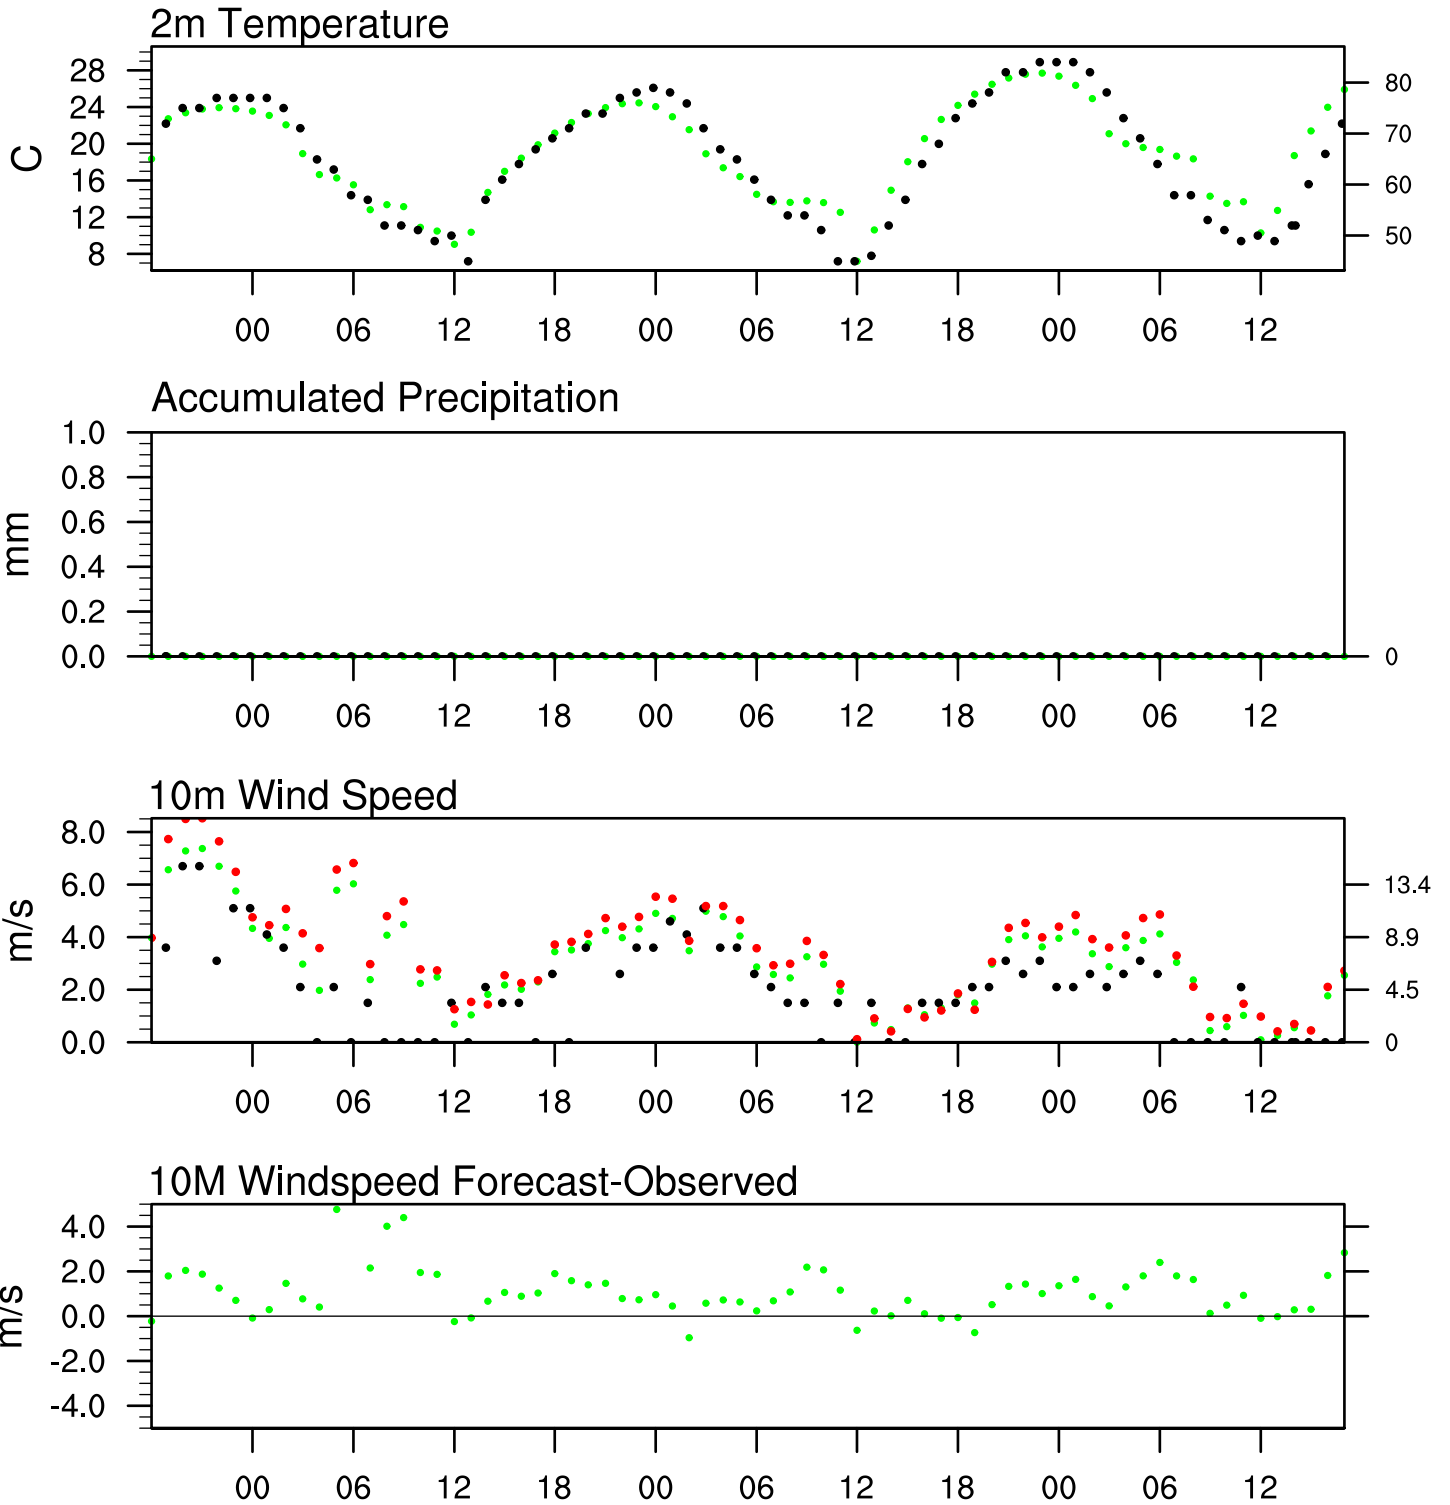 2m Temperature
28
24
20
16
12
8
C
80
70
60
50
00 06 12 18 00 06 12 18 00 06 12
Accumulated Precipitation
1.0
0.8
0.6
0.4
0.2
0.0
mm
0
00 06 12 18 00 06 12 18 00 06 12
10m Wind Speed
8.0
6.0
4.0
2.0
0.0
m/s
13.4
8.9
4.5
0
00 06 12 18 00 06 12 18 00 06 12
10M Windspeed Forecast-Observed
4.0
2.0
0.0
-2.0
-4.0
m/s
00 06 12 18 00 06 12 18 00 06 12